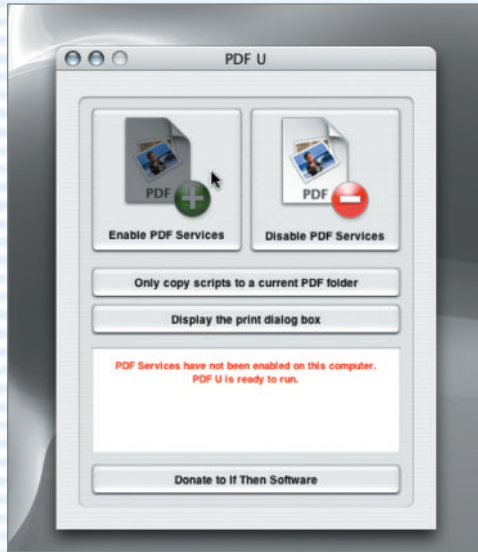 PDF U
PDF
PDF
Enable PDF Services
Disable PDF Services
Only copy scripts to a current PDF folder
Display the print dialog box
PDF Services have not been enabled on this computer.
PDF U is ready to run.
Donate to If Then Software